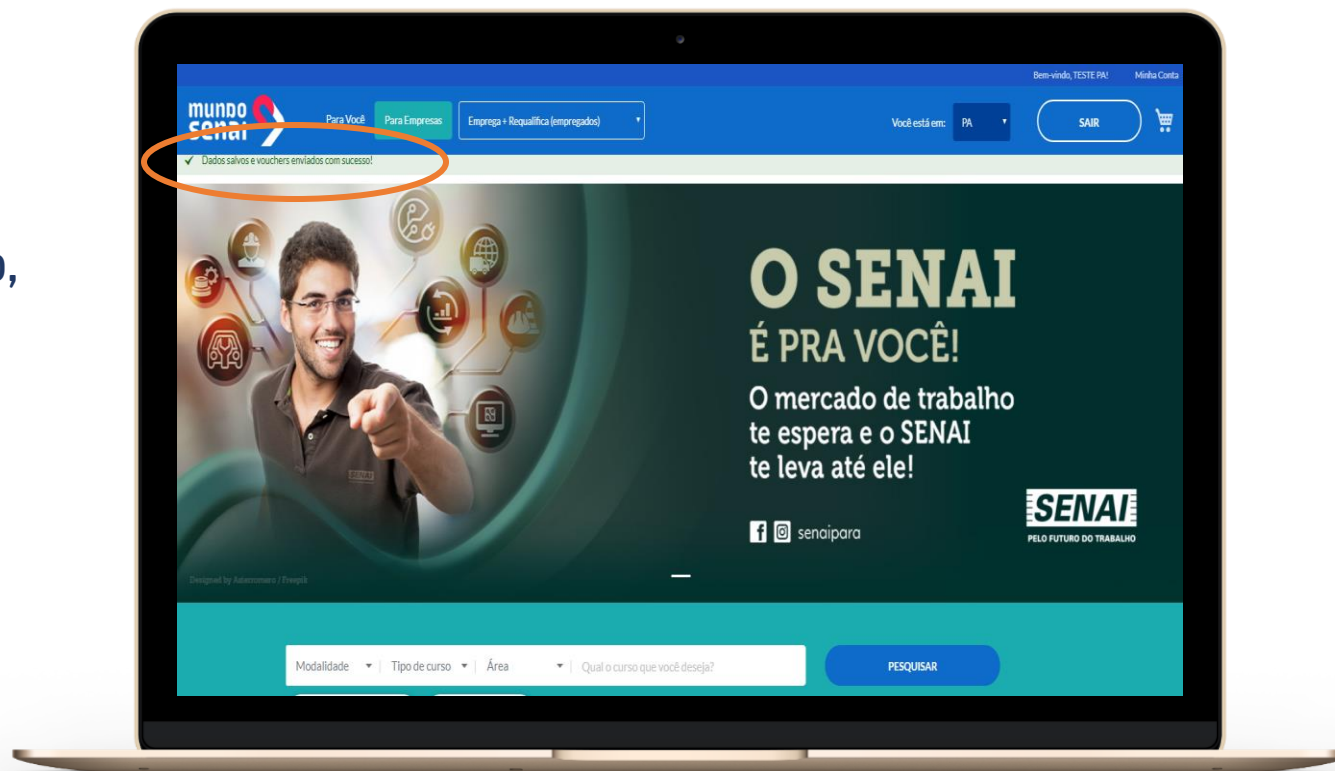 Bem-vindo, TESTE PA! Minha Conta
mundo
senai
Para Você Para Empresas Emprega + Requalifica (empregados) Você está em: PA SAIR
Dados salvos e vouchers enviados com sucesso!
O SENAI
É PRA VOCÊ!
O mercado de trabalho
te espera e o SENAI
te leva até ele!
SENAI
PELO FUTURO DO TRABALHO
senaipara
SENAI
Modalidade Tipo de curso Área Qual o curso que você deseja? PESQUISAR